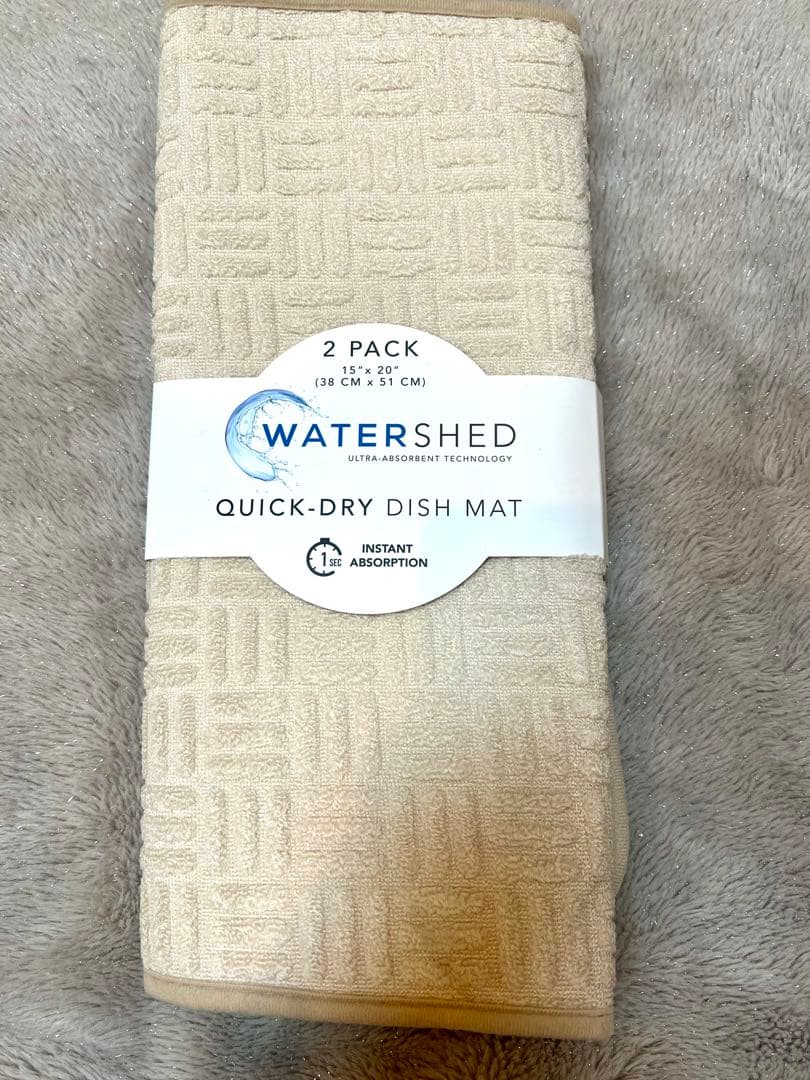 2 PACK
15" x 20"
(38 CM x 51 CM)
WATERSHED
ULTRA-ABSORBENT TECHNOLOGY
QUICK-DRY DISH MAT
1 SEC
INSTANT
ABSORPTION